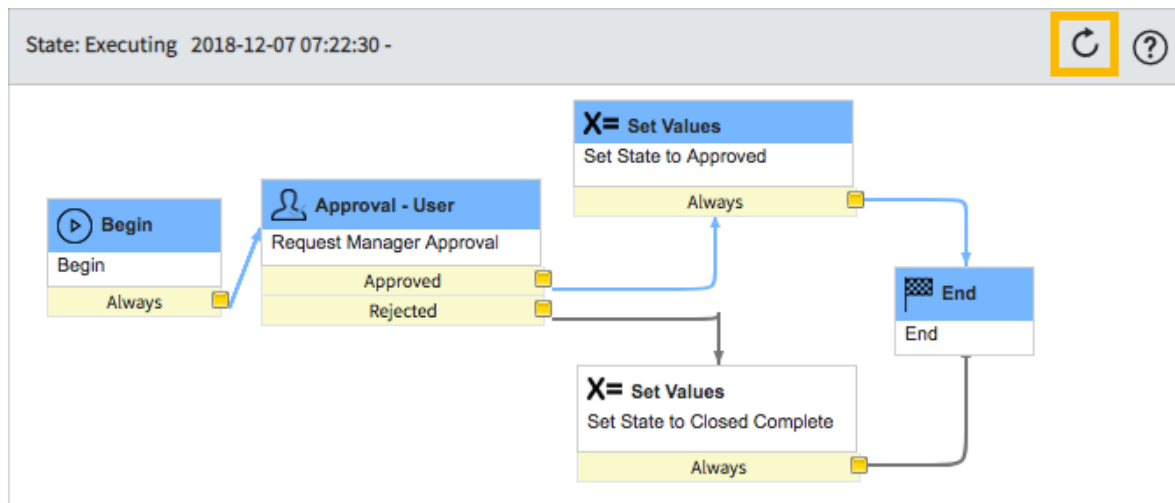 State: Executing 2018-12-07 07:22:30 -
?
X= Set Values
Set State to Approved
Always
Begin
Begin
Always
Approval - User
Request Manager Approval
Approved
Rejected
End
End
X= Set Values
Set State to Closed Complete
Always